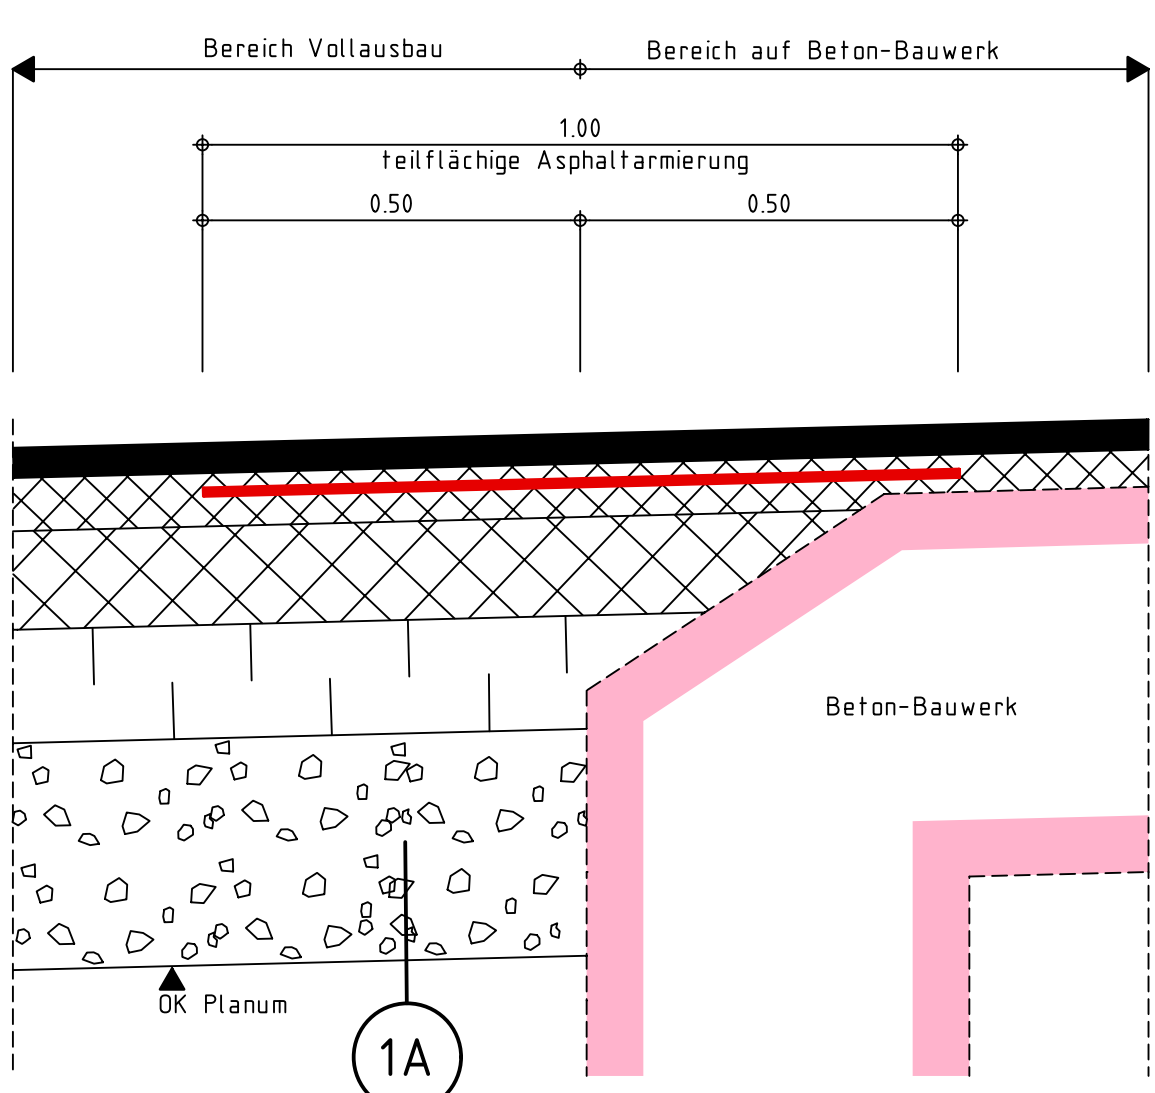 Bereich Vollausbau
Bereich auf Beton-Bauwerk
1.00
teilflächige Asphaltarmierung
0.50
0.50
Beton-Bauwerk
OK Planum
1A